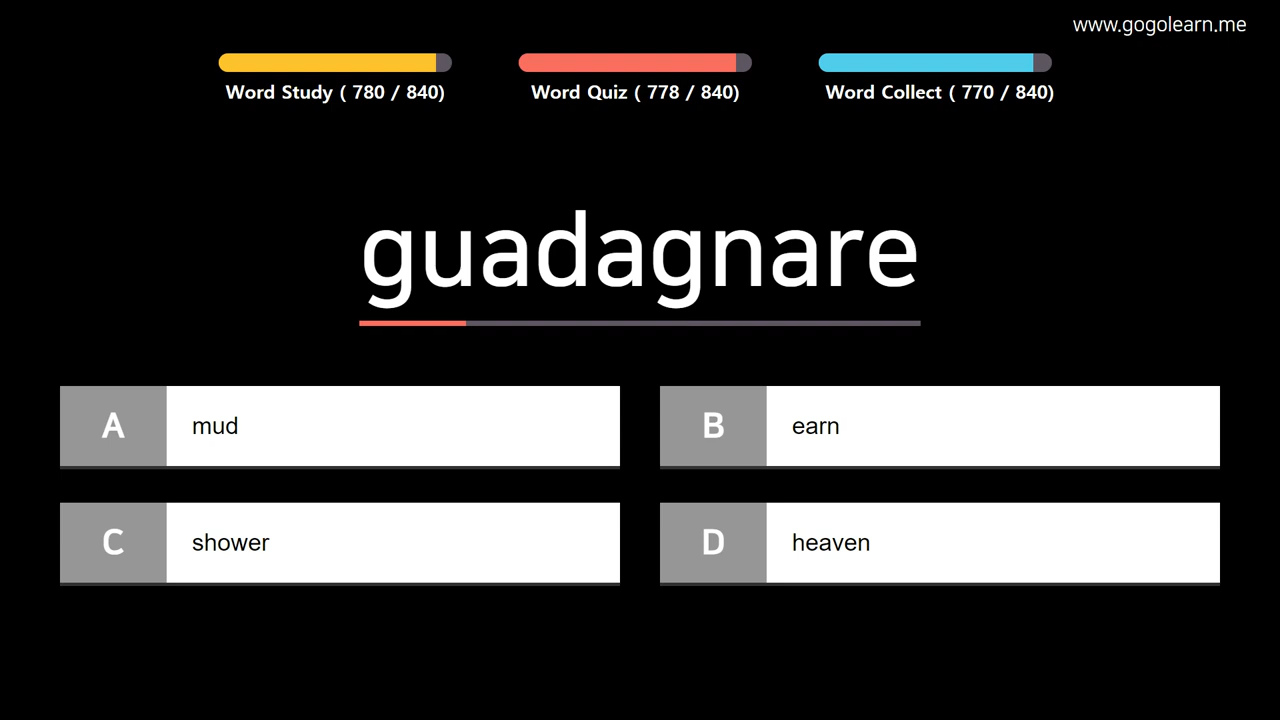 www.gogolearn.me
Word Study ( 780 / 840)
Word Quiz ( 778 / 840)
Word Collect ( 770 / 840)
guadagnare
A mud
B earn
C shower
D heaven